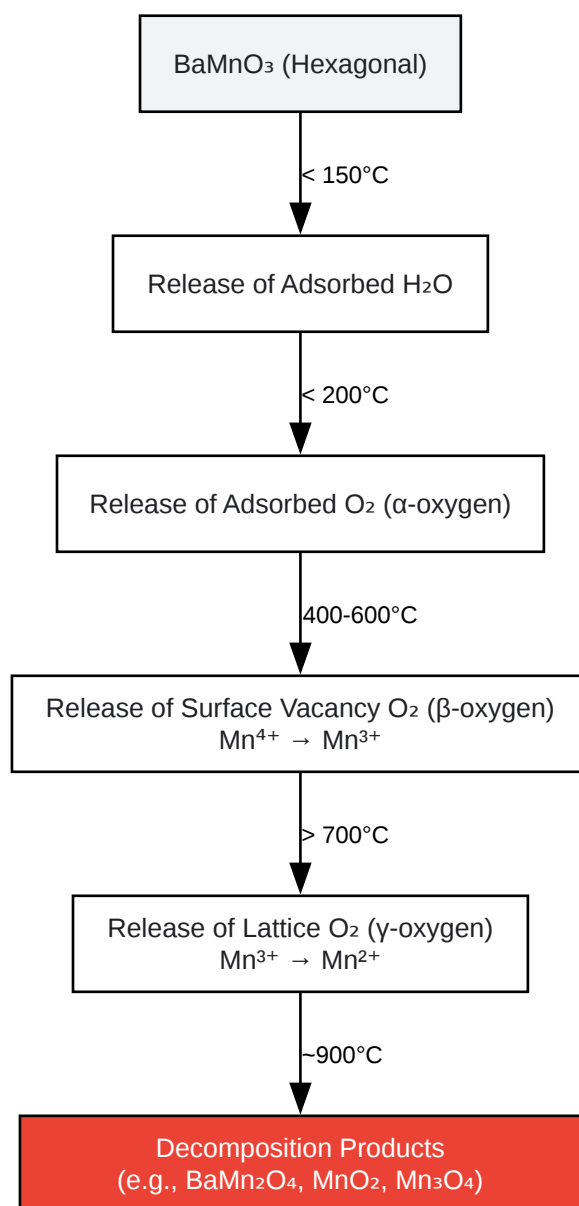 BaMnO₃ (Hexagonal)
< 150°C
Release of Adsorbed H₂O
< 200°C
Release of Adsorbed O₂ (α-oxygen)
400-600°C
Release of Surface Vacancy O₂ (β-oxygen)
Mn⁴⁺ → Mn³⁺
> 700°C
Release of Lattice O₂ (γ-oxygen)
Mn³⁺ → Mn²⁺
~900°C
Decomposition Products
(e.g., BaMn₂O₄, MnO₂, Mn₃O₄)